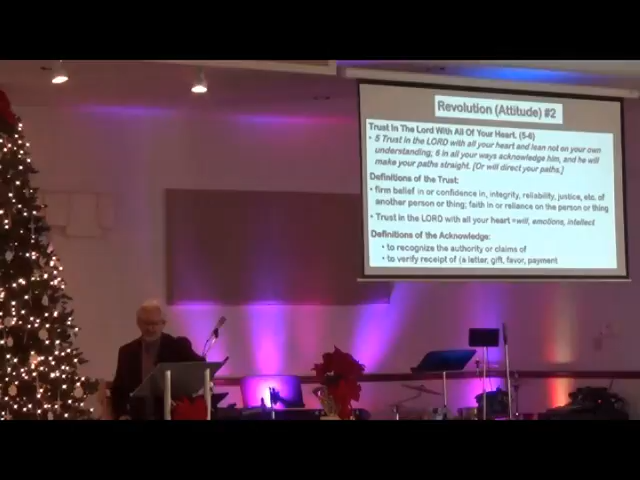 Revolution (Attitude) #2
Trust In The Lord With All Of Your Heart. (5-6)
• 5 Trust in the LORD with all your heart and lean not on your own
understanding; 6 in all your ways acknowledge him, and he will
make your paths straight. [Or will direct your paths.]
Definitions of the Trust:
• firm belief in or confidence in, integrity, reliability, justice, etc. of
another person or thing; faith in or reliance on the person or thing
• Trust in the LORD with all your heart =will, emotions, intellect
Definitions of the Acknowledge:
• to recognize the authority or claims of
• to verify receipt of (a letter, gift, favor, payment